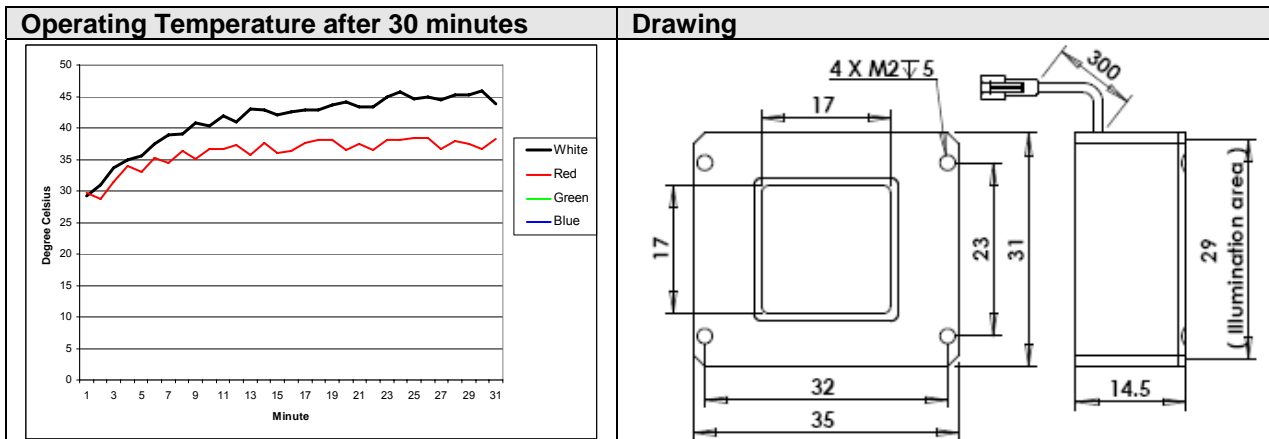 Operating Temperature after 30 minutes
Drawing
50
45
40
35
30
25
20
15
10
5
0
Degree Celsius
1 3 5 7 9 11 13 15 17 19 21 23 25 27 29 31
Minute
White
Red
Green
Blue
4 X M2↧5
300
17
17
23
31
29
( Illumination area )
32
35
14.5